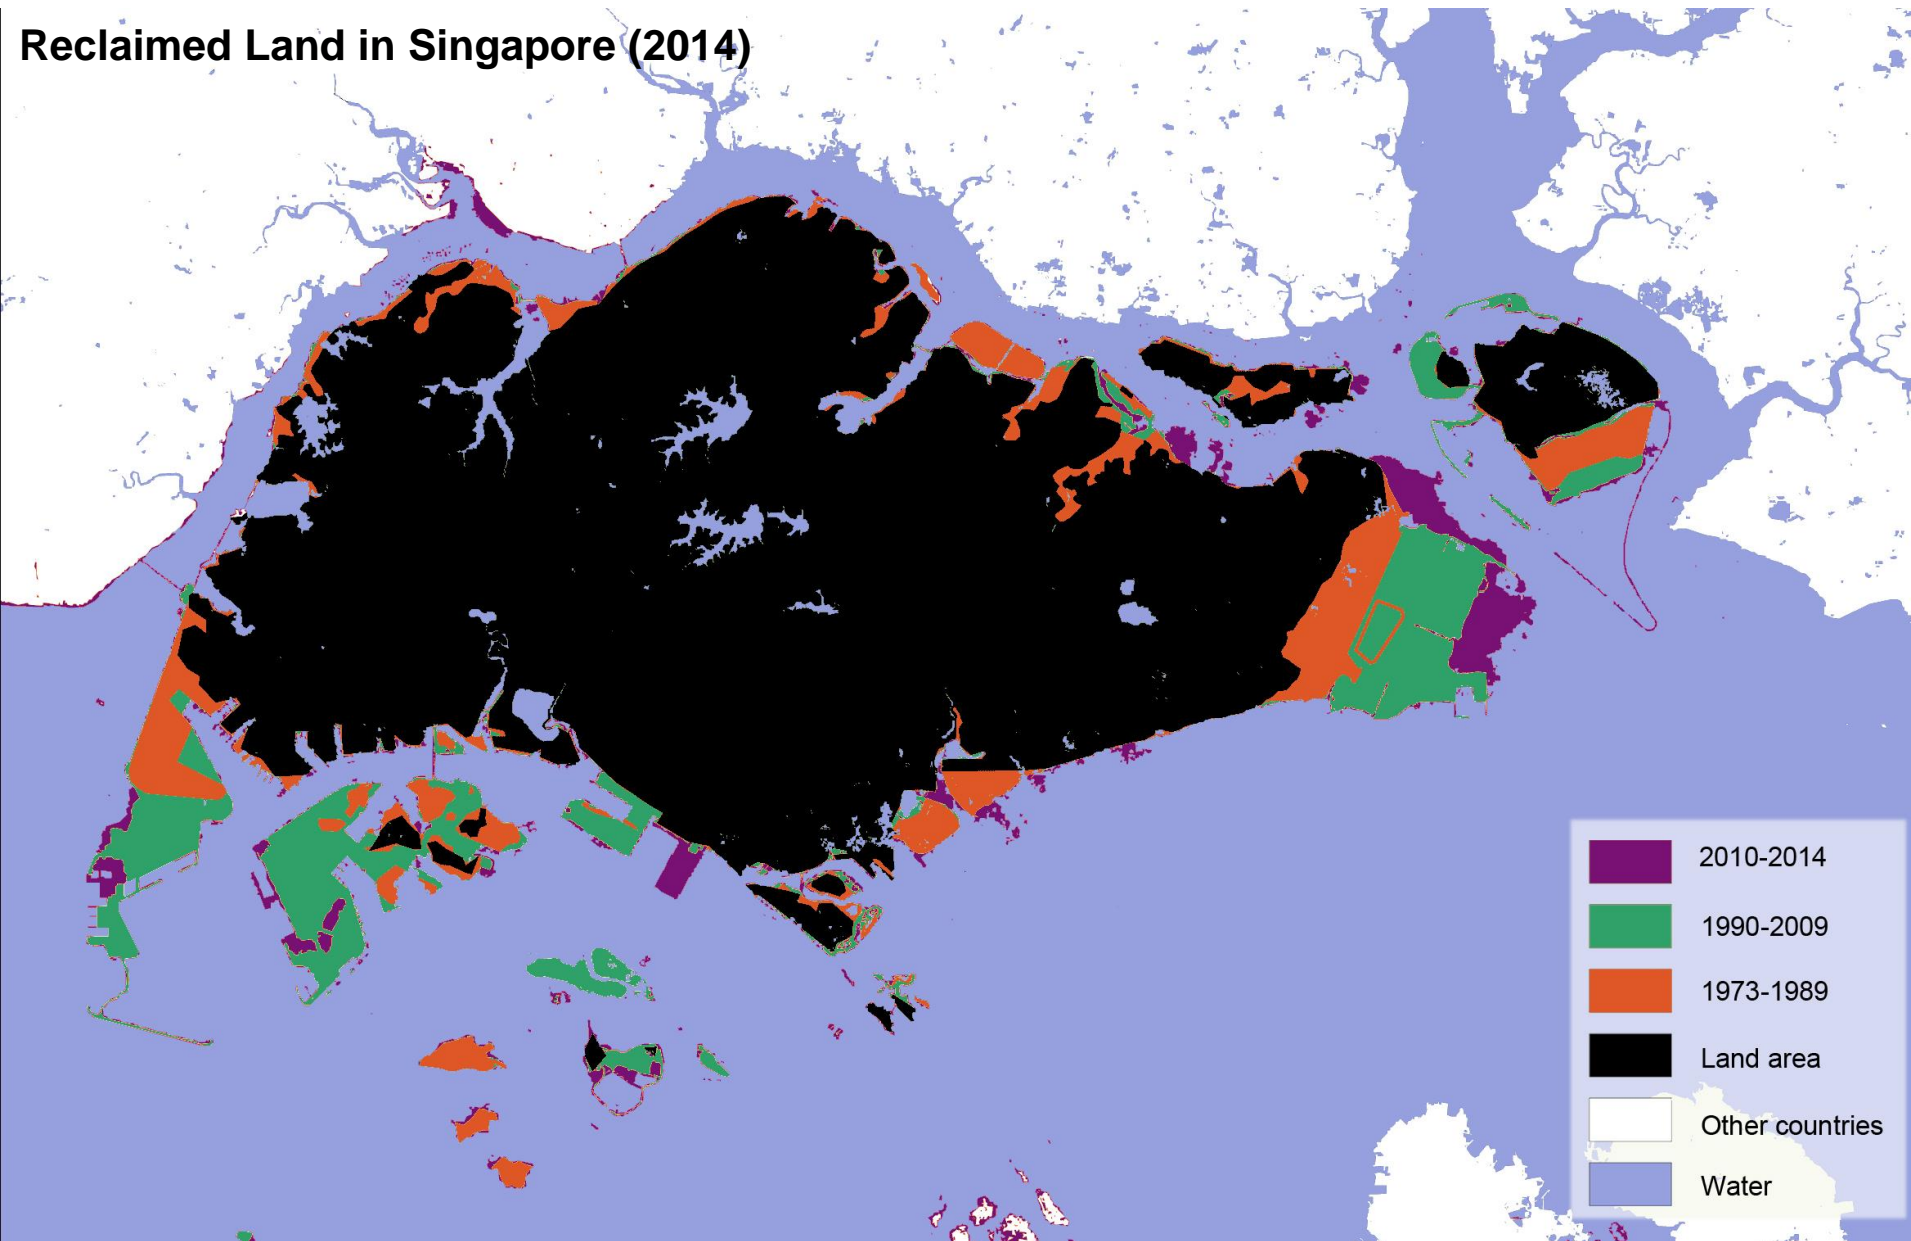 Reclaimed Land in Singapore (2014)
2010-2014
1990-2009
1973-1989
Land area
Other countries
Water